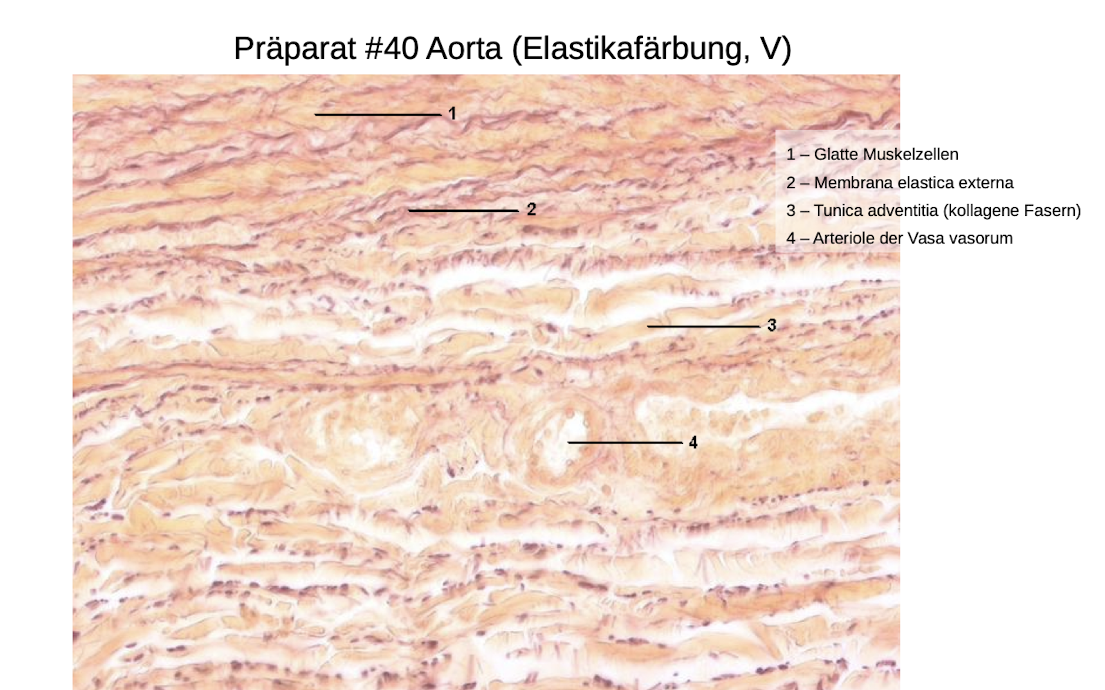 Präparat #40 Aorta (Elastikafärbung, V)
1
1 – Glatte Muskelzellen
2 – Membrana elastica externa
2
3 – Tunica adventitia (kollagene Fasern)
4 – Arteriole der Vasa vasorum
3
4